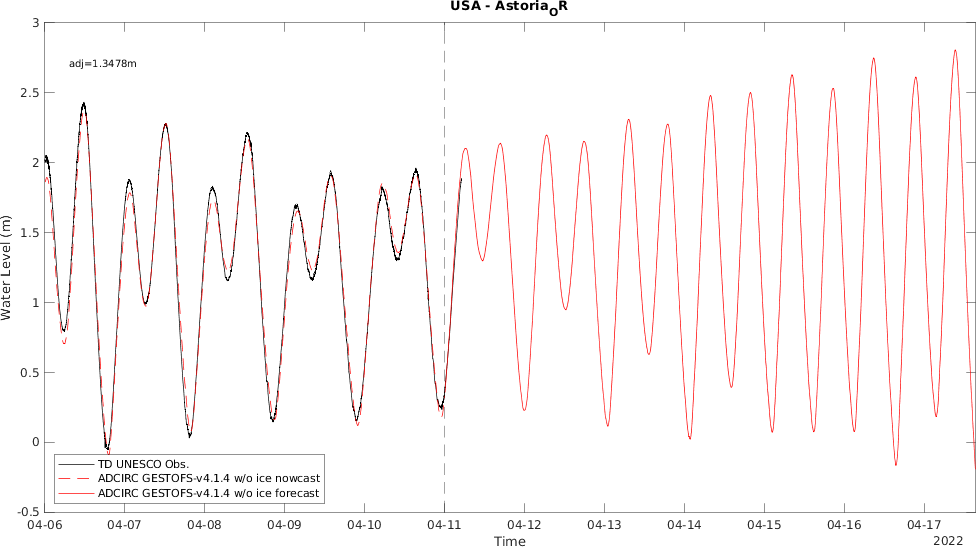 USA - Astoria_OR
adj=1.3478m
Water Level (m)
3
2.5
2
1.5
1
0.5
0
-0.5
TD UNESCO Obs.
ADCIRC GESTOFS-v4.1.4 w/o ice nowcast
ADCIRC GESTOFS-v4.1.4 w/o ice forecast
04-06 04-07 04-08 04-09 04-10 04-11 04-12 04-13 04-14 04-15 04-16 04-17
Time
2022